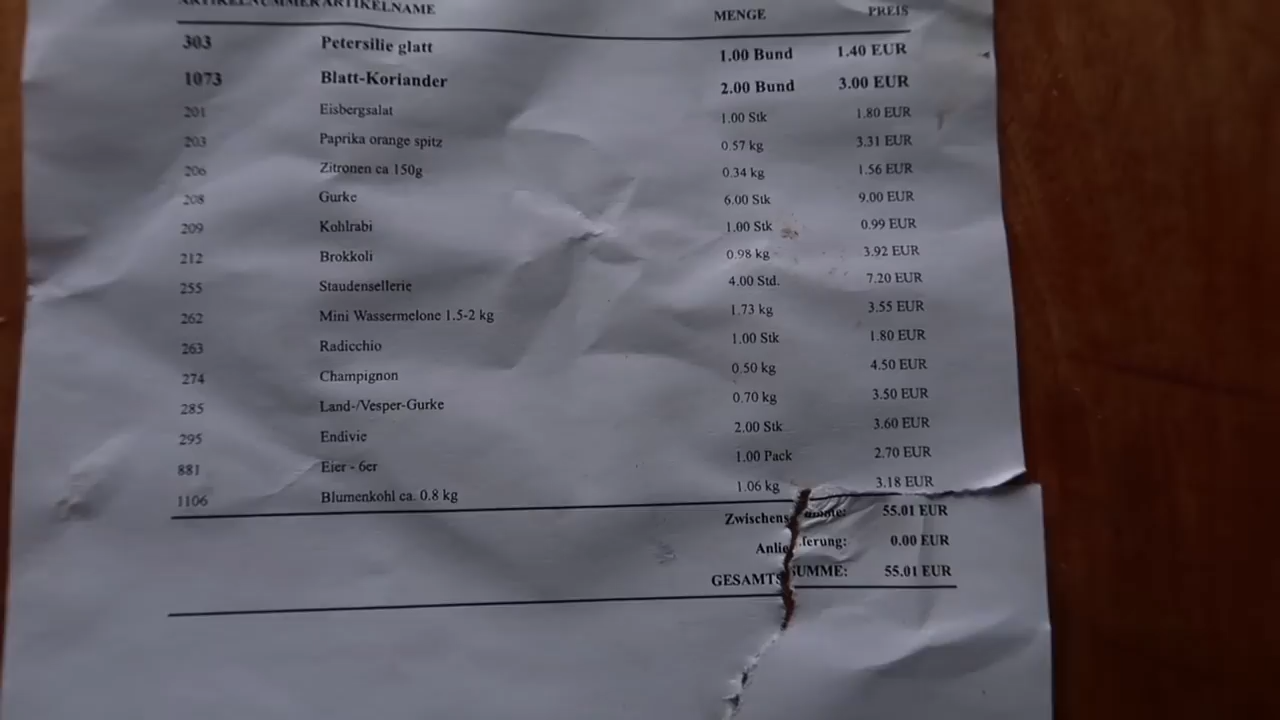 ARTIKELNUMMER ARTIKELNAME MENGE PREIS
303 Petersilie glatt 1.00 Bund 1.40 EUR
1073 Blatt-Koriander 2.00 Bund 3.00 EUR
201 Eisbergsalat 1.00 Stk 1.80 EUR
203 Paprika orange spitz 0.57 kg 3.31 EUR
206 Zitronen ca 150g 0.34 kg 1.56 EUR
208 Gurke 6.00 Stk 9.00 EUR
209 Kohlrabi 1.00 Stk 0.99 EUR
212 Brokkoli 0.98 kg 3.92 EUR
255 Staudensellerie 4.00 Std. 7.20 EUR
262 Mini Wassermelone 1.5-2 kg 1.73 kg 3.55 EUR
263 Radicchio 1.00 Stk 1.80 EUR
274 Champignon 0.50 kg 4.50 EUR
285 Land-/Vesper-Gurke 0.70 kg 3.50 EUR
295 Endivie 2.00 Stk 3.60 EUR
881 Eier - 6er 1.00 Pack 2.70 EUR
1106 Blumenkohl ca. 0.8 kg 1.06 kg 3.18 EUR
55.01 EUR
Anlieferung: 0.00 EUR
GESAMTSUMME: 55.01 EUR